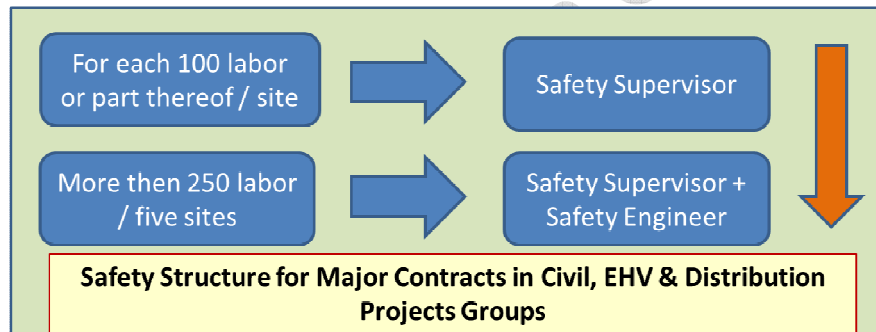 For each 100 labor
or part thereof / site
Safety Supervisor
More then 250 labor
/ five sites
Safety Supervisor +
Safety Engineer
Safety Structure for Major Contracts in Civil, EHV & Distribution
Projects Groups